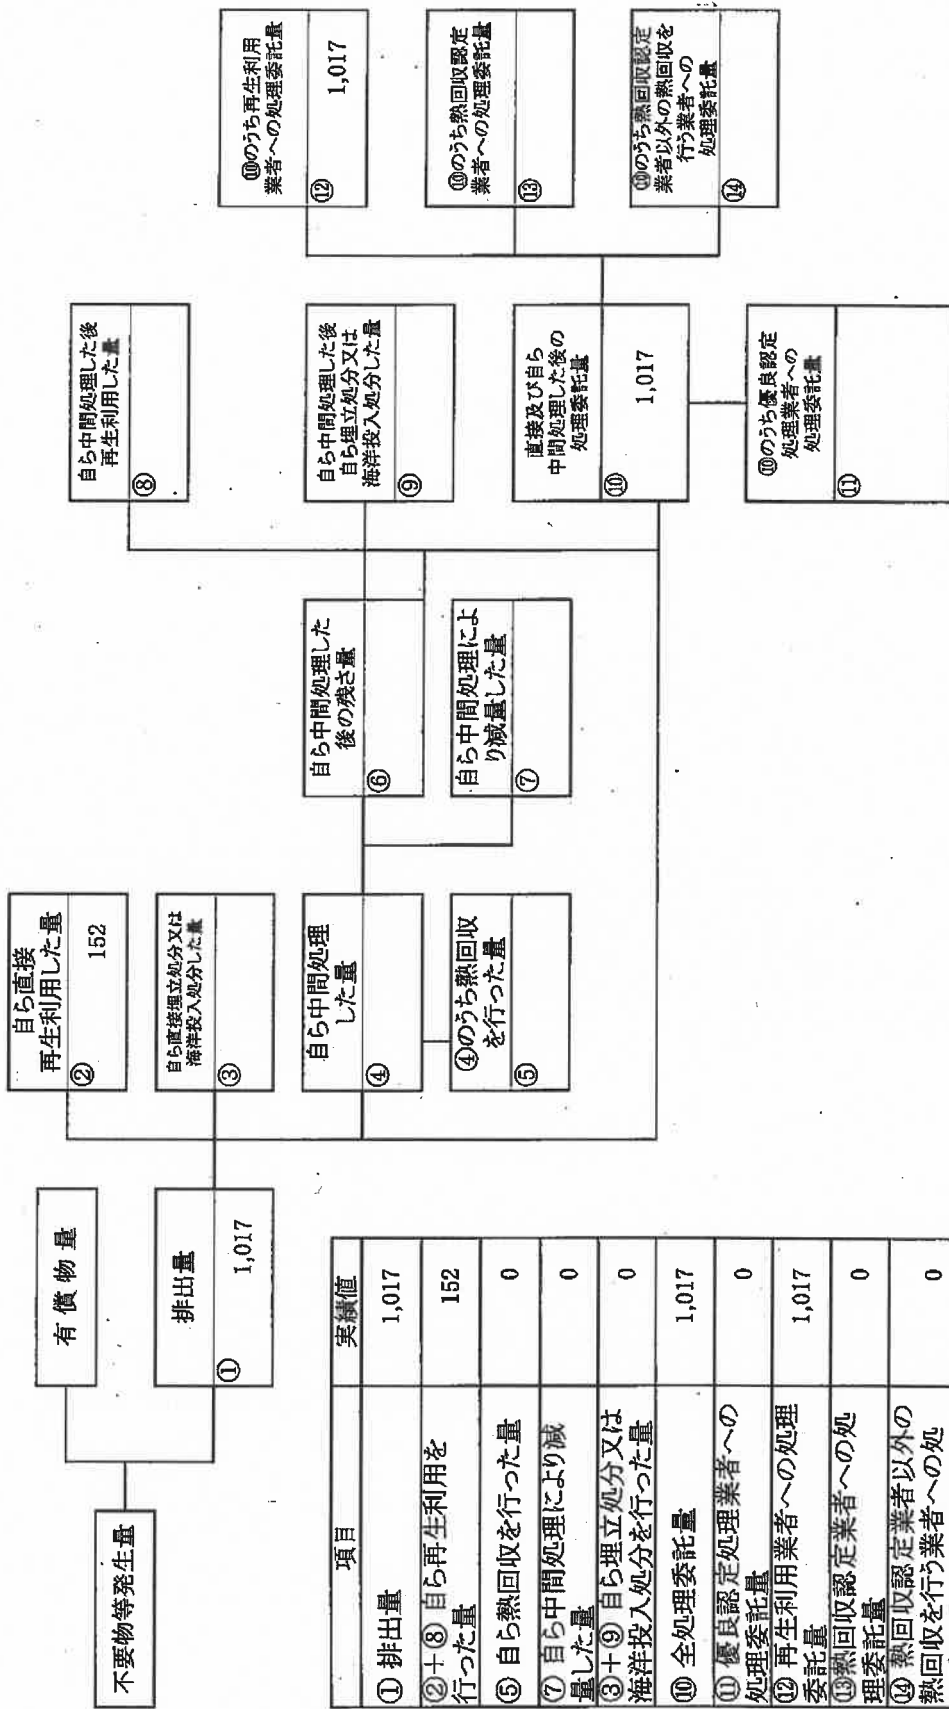 不要物等発生量
有償物量
排出量
①
1,017
自ら直接
再生利用した量
②
152
自ら直接埋立処分又は
海洋投入処分した量
③
自ら中間処理
した量
④
④のうち熱回収
を行った量
⑤
自ら中間処理した
後の残さ量
⑥
自ら中間処理によ
り減量した量
⑦
自ら中間処理した後
再生利用した量
⑧
自ら中間処理した後
自ら埋立処分又は
海洋投入処分した量
⑨
直接及び自ら
中間処理した後の
処理委託量
⑩
1,017
⑩のうち優良認定
処理業者への
処理委託量
⑪
⑩のうち再生利用
業者への処理委託量
⑫
1,017
⑩のうち熱回収認定
業者への処理委託量
⑬
⑩のうち熱回収認定
業者以外の熱回収を
行う業者への
処理委託量
⑭
項目 実績値
①排出量 1,017
②+⑧自ら再生利用を
行った量 152
⑤自ら熱回収を行った量 0
⑦自ら中間処理により減
量した量 0
③+⑨自ら埋立処分又は
海洋投入処分を行った量 0
⑩全処理委託量 1,017
⑪優良認定処理業者への
処理委託量 0
⑫再生利用業者への処理
委託量 1,017
⑬熱回収認定業者への処
理委託量 0
⑭熱回収認定業者以外の
熱回収を行う業者への処 0